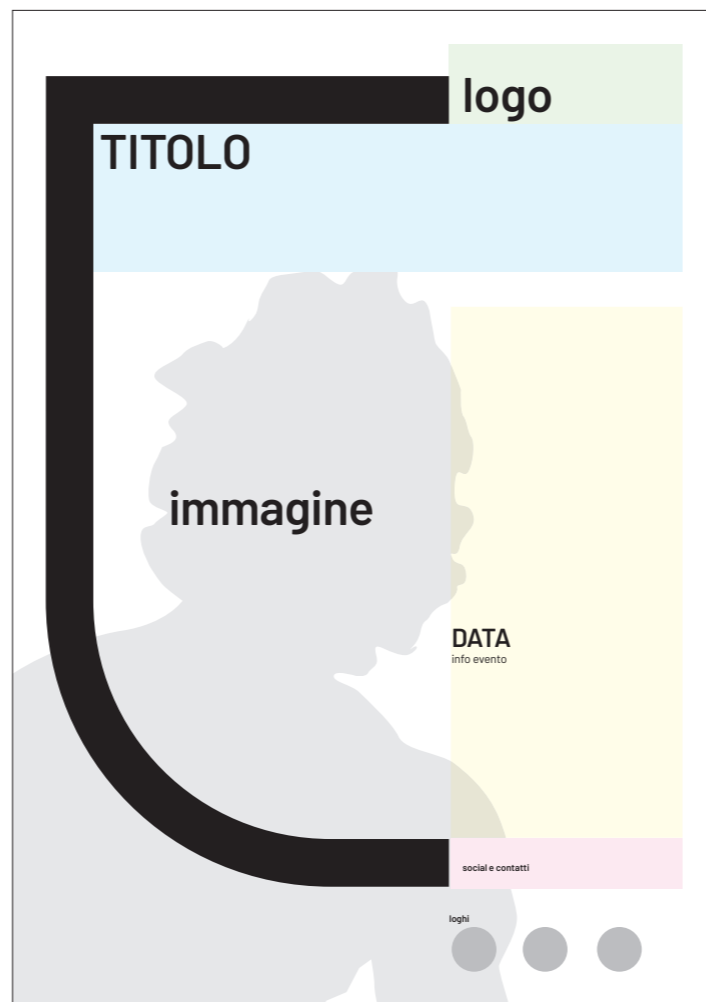 logo
TITOLO
immagine
DATA
info evento
social e contatti
loghi